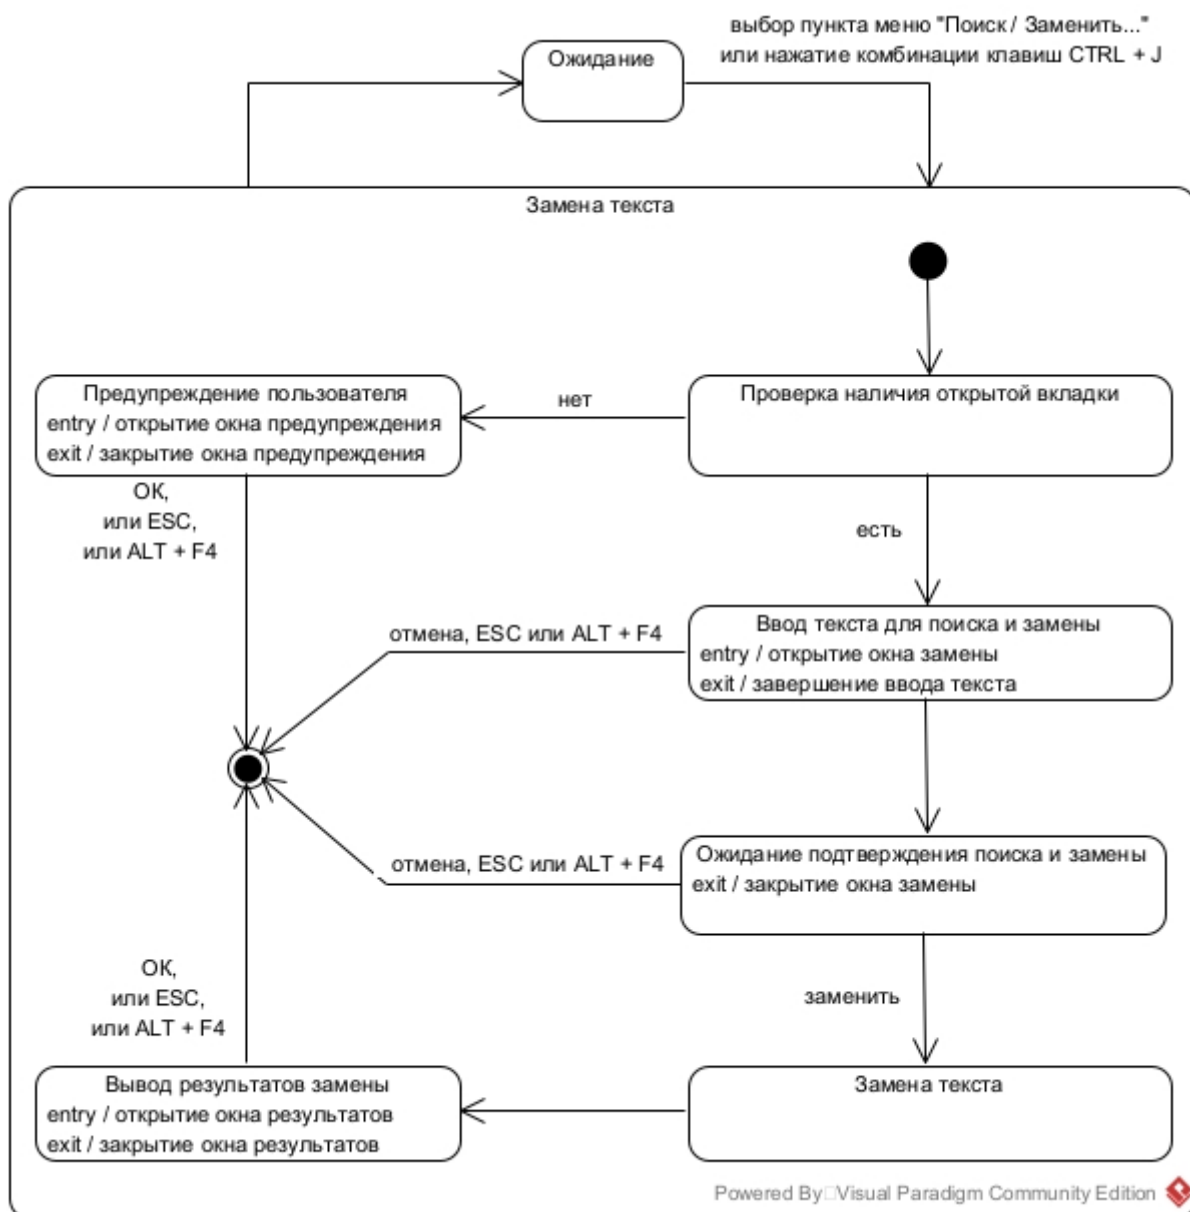 выбор пункта меню "Поиск / Заменить..."
или нажатие комбинации клавиш CTRL + J
Ожидание
Замена текста
Предупреждение пользователя
entry / открытие окна предупреждения
exit / закрытие окна предупреждения
нет
Проверка наличия открытой вкладки
ОК,
или ESC,
или ALT + F4
есть
отмена, ESC или ALT + F4
Ввод текста для поиска и замены
entry / открытие окна замены
exit / завершение ввода текста
отмена, ESC или ALT + F4
Ожидание подтверждения поиска и замены
exit / закрытие окна замены
ОК,
или ESC,
или ALT + F4
заменить
Вывод результатов замены
entry / открытие окна результатов
exit / закрытие окна результатов
Замена текста
Powered By Visual Paradigm Community Edition